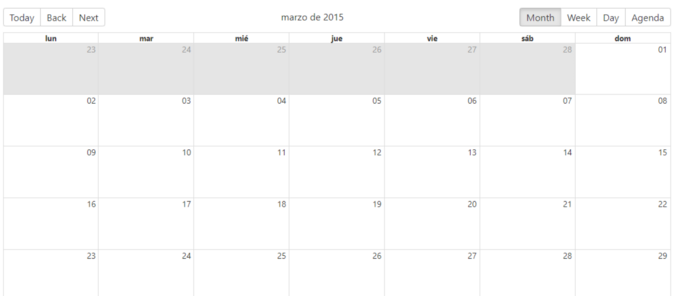 Today Back Next marzo de 2015 Month Week Day Agenda
lun mar mié jue vie sáb dom
23 24 25 26 27 28 01
02 03 04 05 06 07 08
09 10 11 12 13 14 15
16 17 18 19 20 21 22
23 24 25 26 27 28 29